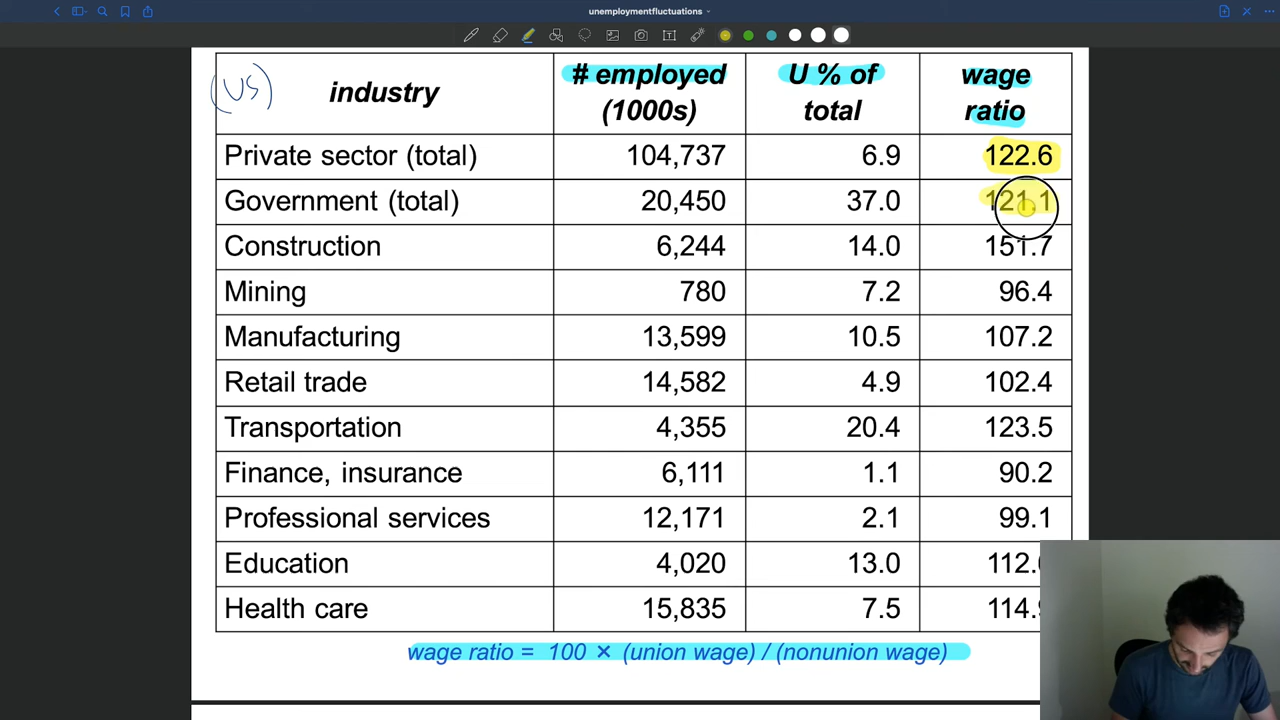 unemploymentfluctuations
(US)
industry
# employed
(1000s)
U % of
total
wage
ratio
Private sector (total) 104,737 6.9 122.6
Government (total) 20,450 37.0 121.1
Construction 6,244 14.0 151.7
Mining 780 7.2 96.4
Manufacturing 13,599 10.5 107.2
Retail trade 14,582 4.9 102.4
Transportation 4,355 20.4 123.5
Finance, insurance 6,111 1.1 90.2
Professional services 12,171 2.1 99.1
Education 4,020 13.0
Health care 15,835 7.5
wage ratio = 100 × (union wage) / (nonunion wage)